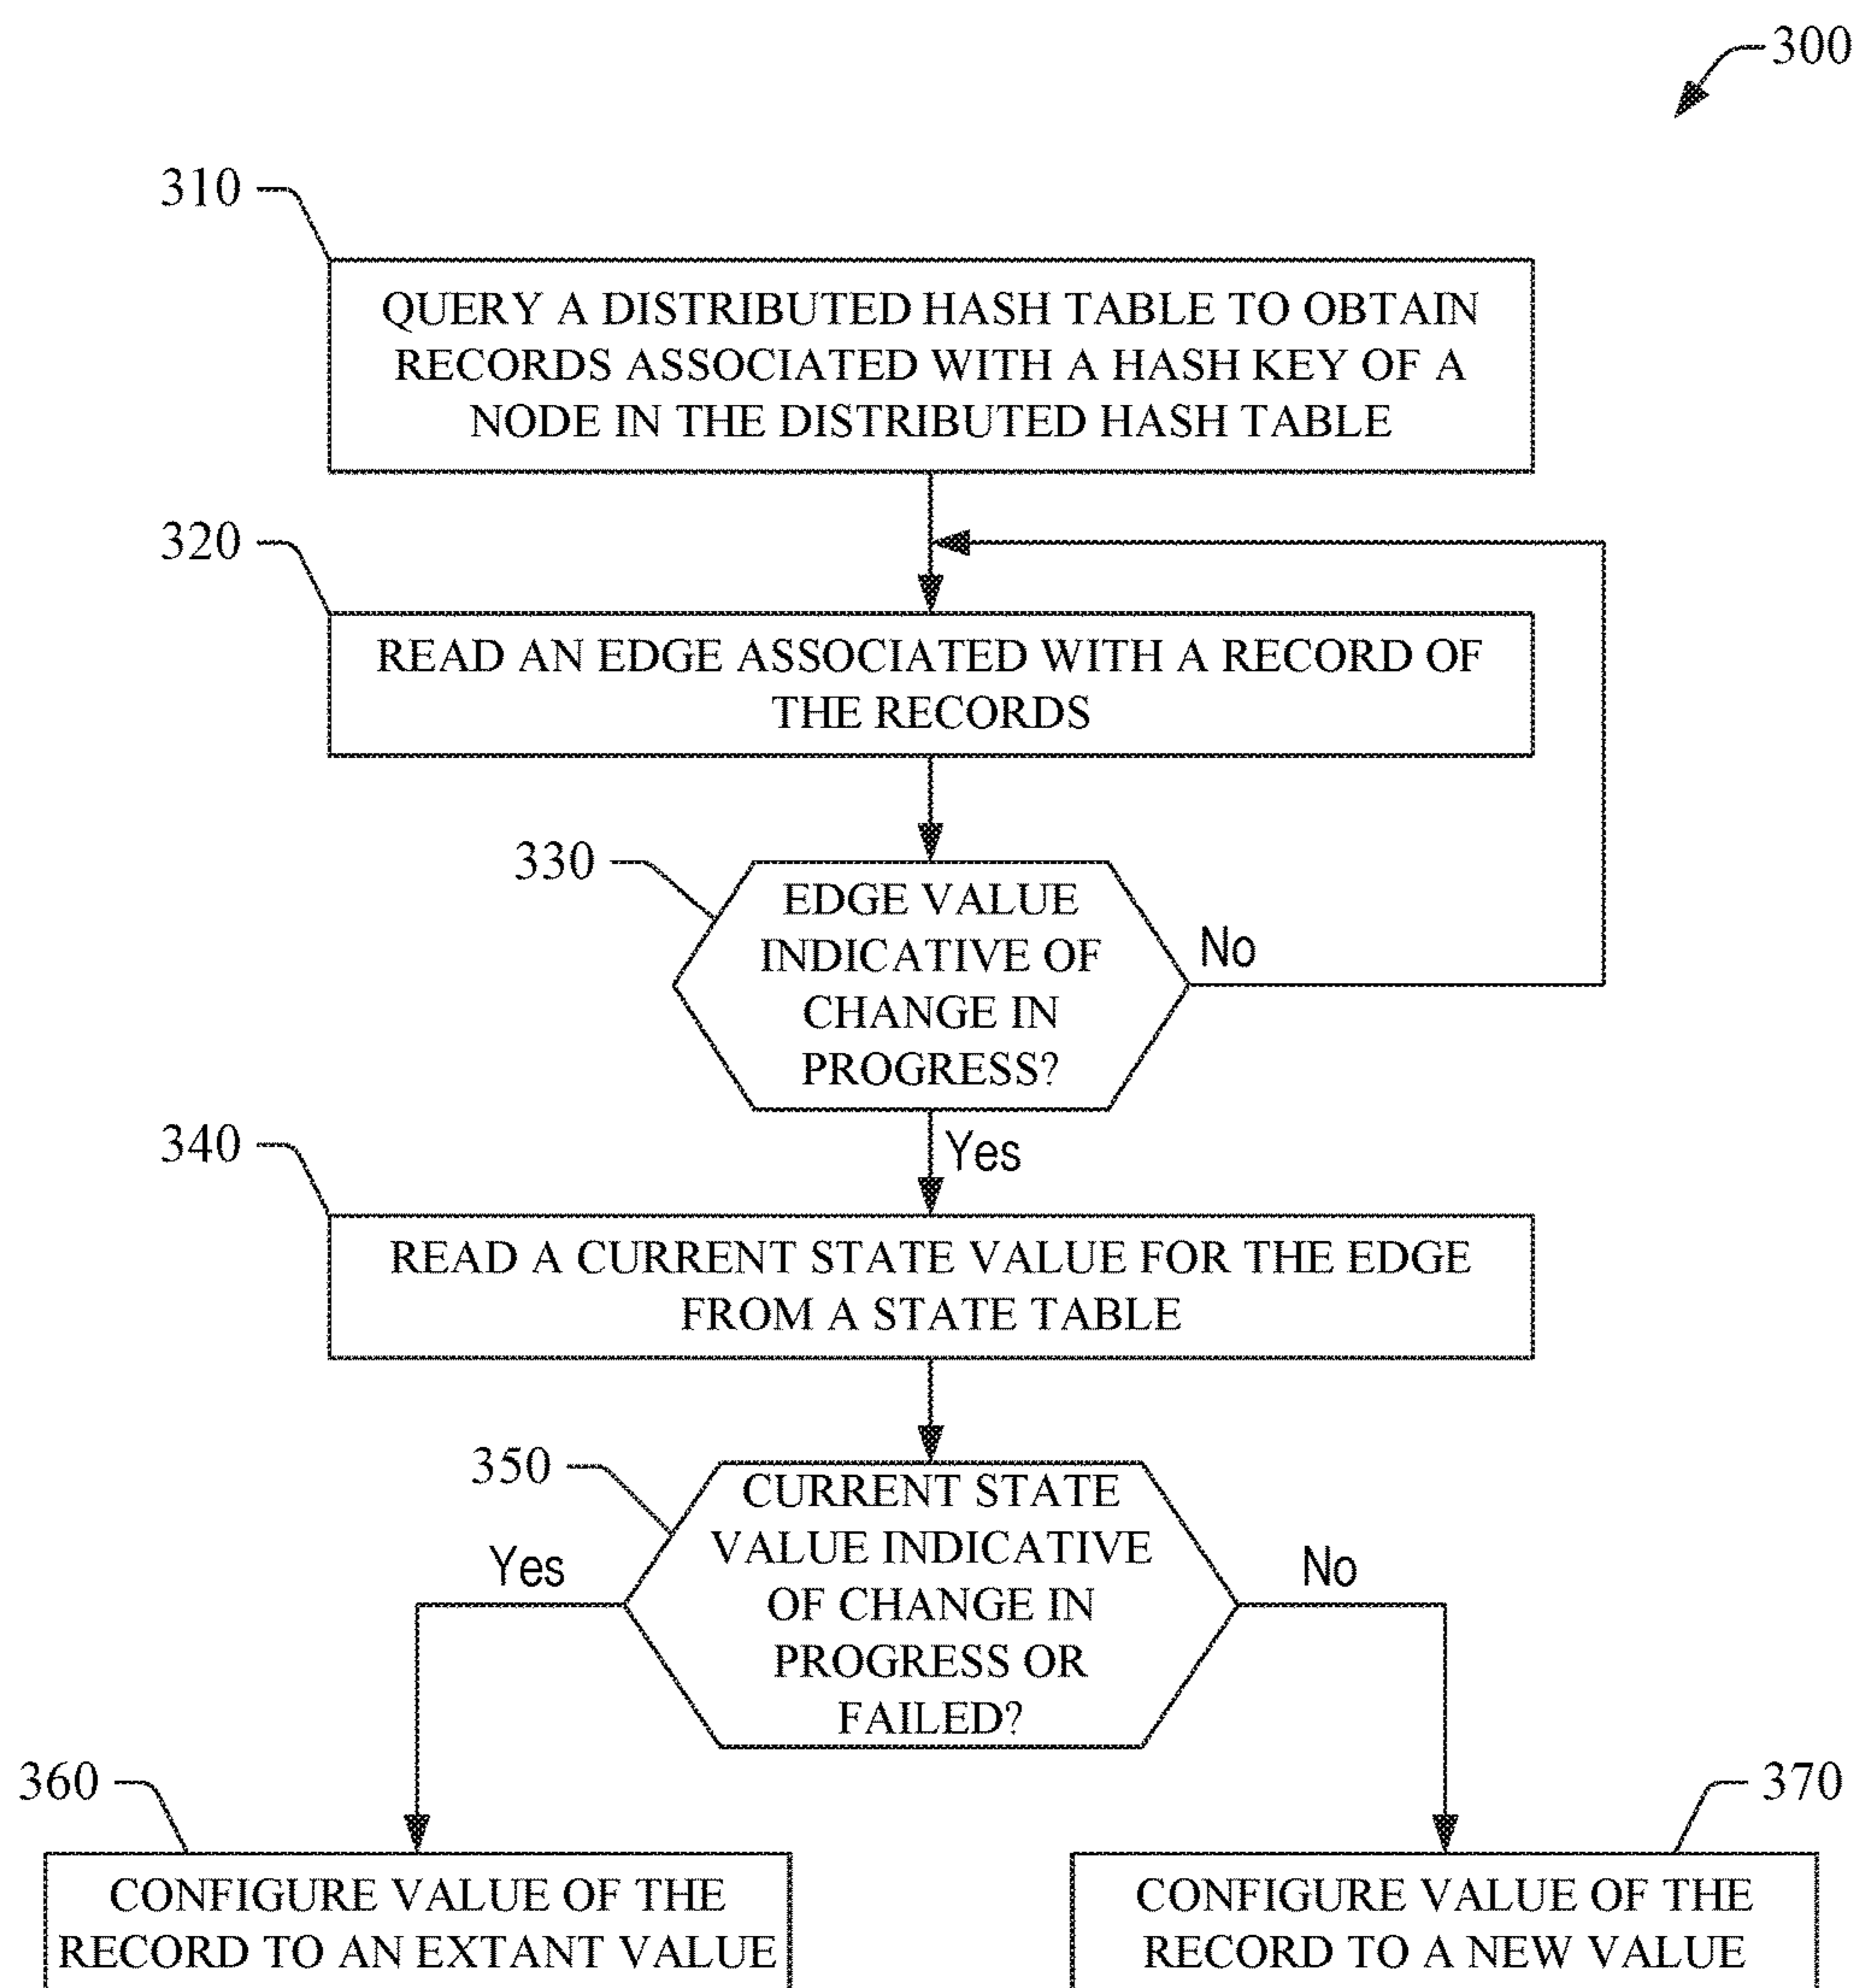 300
310
QUERY A DISTRIBUTED HASH TABLE TO OBTAIN
RECORDS ASSOCIATED WITH A HASH KEY OF A
NODE IN THE DISTRIBUTED HASH TABLE
320
READ AN EDGE ASSOCIATED WITH A RECORD OF
THE RECORDS
330
EDGE VALUE
INDICATIVE OF
CHANGE IN
PROGRESS?
No
Yes
340
READ A CURRENT STATE VALUE FOR THE EDGE
FROM A STATE TABLE
350
CURRENT STATE
VALUE INDICATIVE
OF CHANGE IN
PROGRESS OR
FAILED?
Yes
No
360
CONFIGURE VALUE OF THE
RECORD TO AN EXTANT VALUE
370
CONFIGURE VALUE OF THE
RECORD TO A NEW VALUE